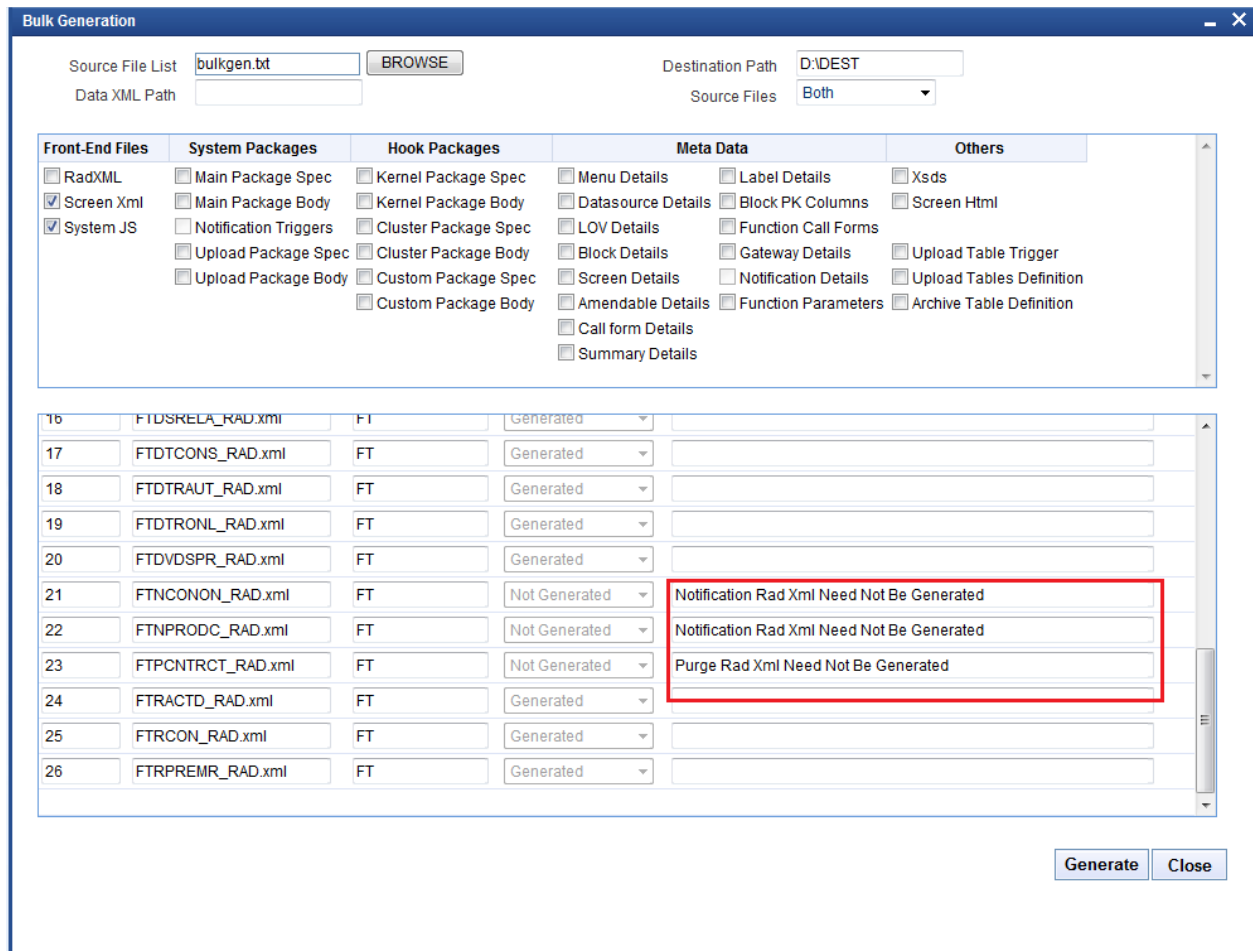 Bulk Generation
Source File List bulkgen.txt BROWSE Destination Path D:\DEST
Data XML Path Source Files Both
Front-End Files System Packages Hook Packages Meta Data Others
RadXML Main Package Spec Kernel Package Spec Menu Details Label Details Xsds
Screen Xml Main Package Body Kernel Package Body Datasource Details Block PK Columns Screen Html
System JS Notification Triggers Cluster Package Spec LOV Details Function Call Forms
Upload Package Spec Cluster Package Body Block Details Gateway Details Upload Table Trigger
Upload Package Body Custom Package Spec Screen Details Notification Details Upload Tables Definition
Custom Package Body Amendable Details Function Parameters Archive Table Definition
Call form Details
Summary Details
16 FTDSRELA_RAD.xml FT Generated
17 FTDTCONS_RAD.xml FT Generated
18 FTDTRAUT_RAD.xml FT Generated
19 FTDTRONL_RAD.xml FT Generated
20 FTDVDSPR_RAD.xml FT Generated
21 FTNCONON_RAD.xml FT Not Generated Notification Rad Xml Need Not Be Generated
22 FTNPRODC_RAD.xml FT Not Generated Notification Rad Xml Need Not Be Generated
23 FTPCNTRCT_RAD.xml FT Not Generated Purge Rad Xml Need Not Be Generated
24 FTRACTD_RAD.xml FT Generated
25 FTRCON_RAD.xml FT Generated
26 FTRPREMR_RAD.xml FT Generated
Generate Close